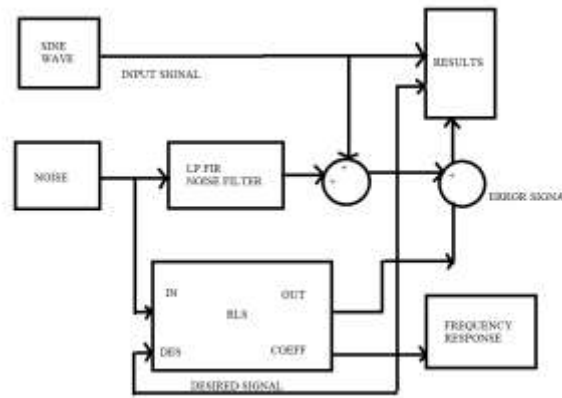 SINE
WAVE
INPUT SIGNAL
RESULTS
NOISE
LP FIR
NOISE FILTER
-
+
+
ERROR SIGNA
IN
OUT
RLS
DES
COEFF
DESIRED SIGNAL
FREQUENCY
RESPONSE